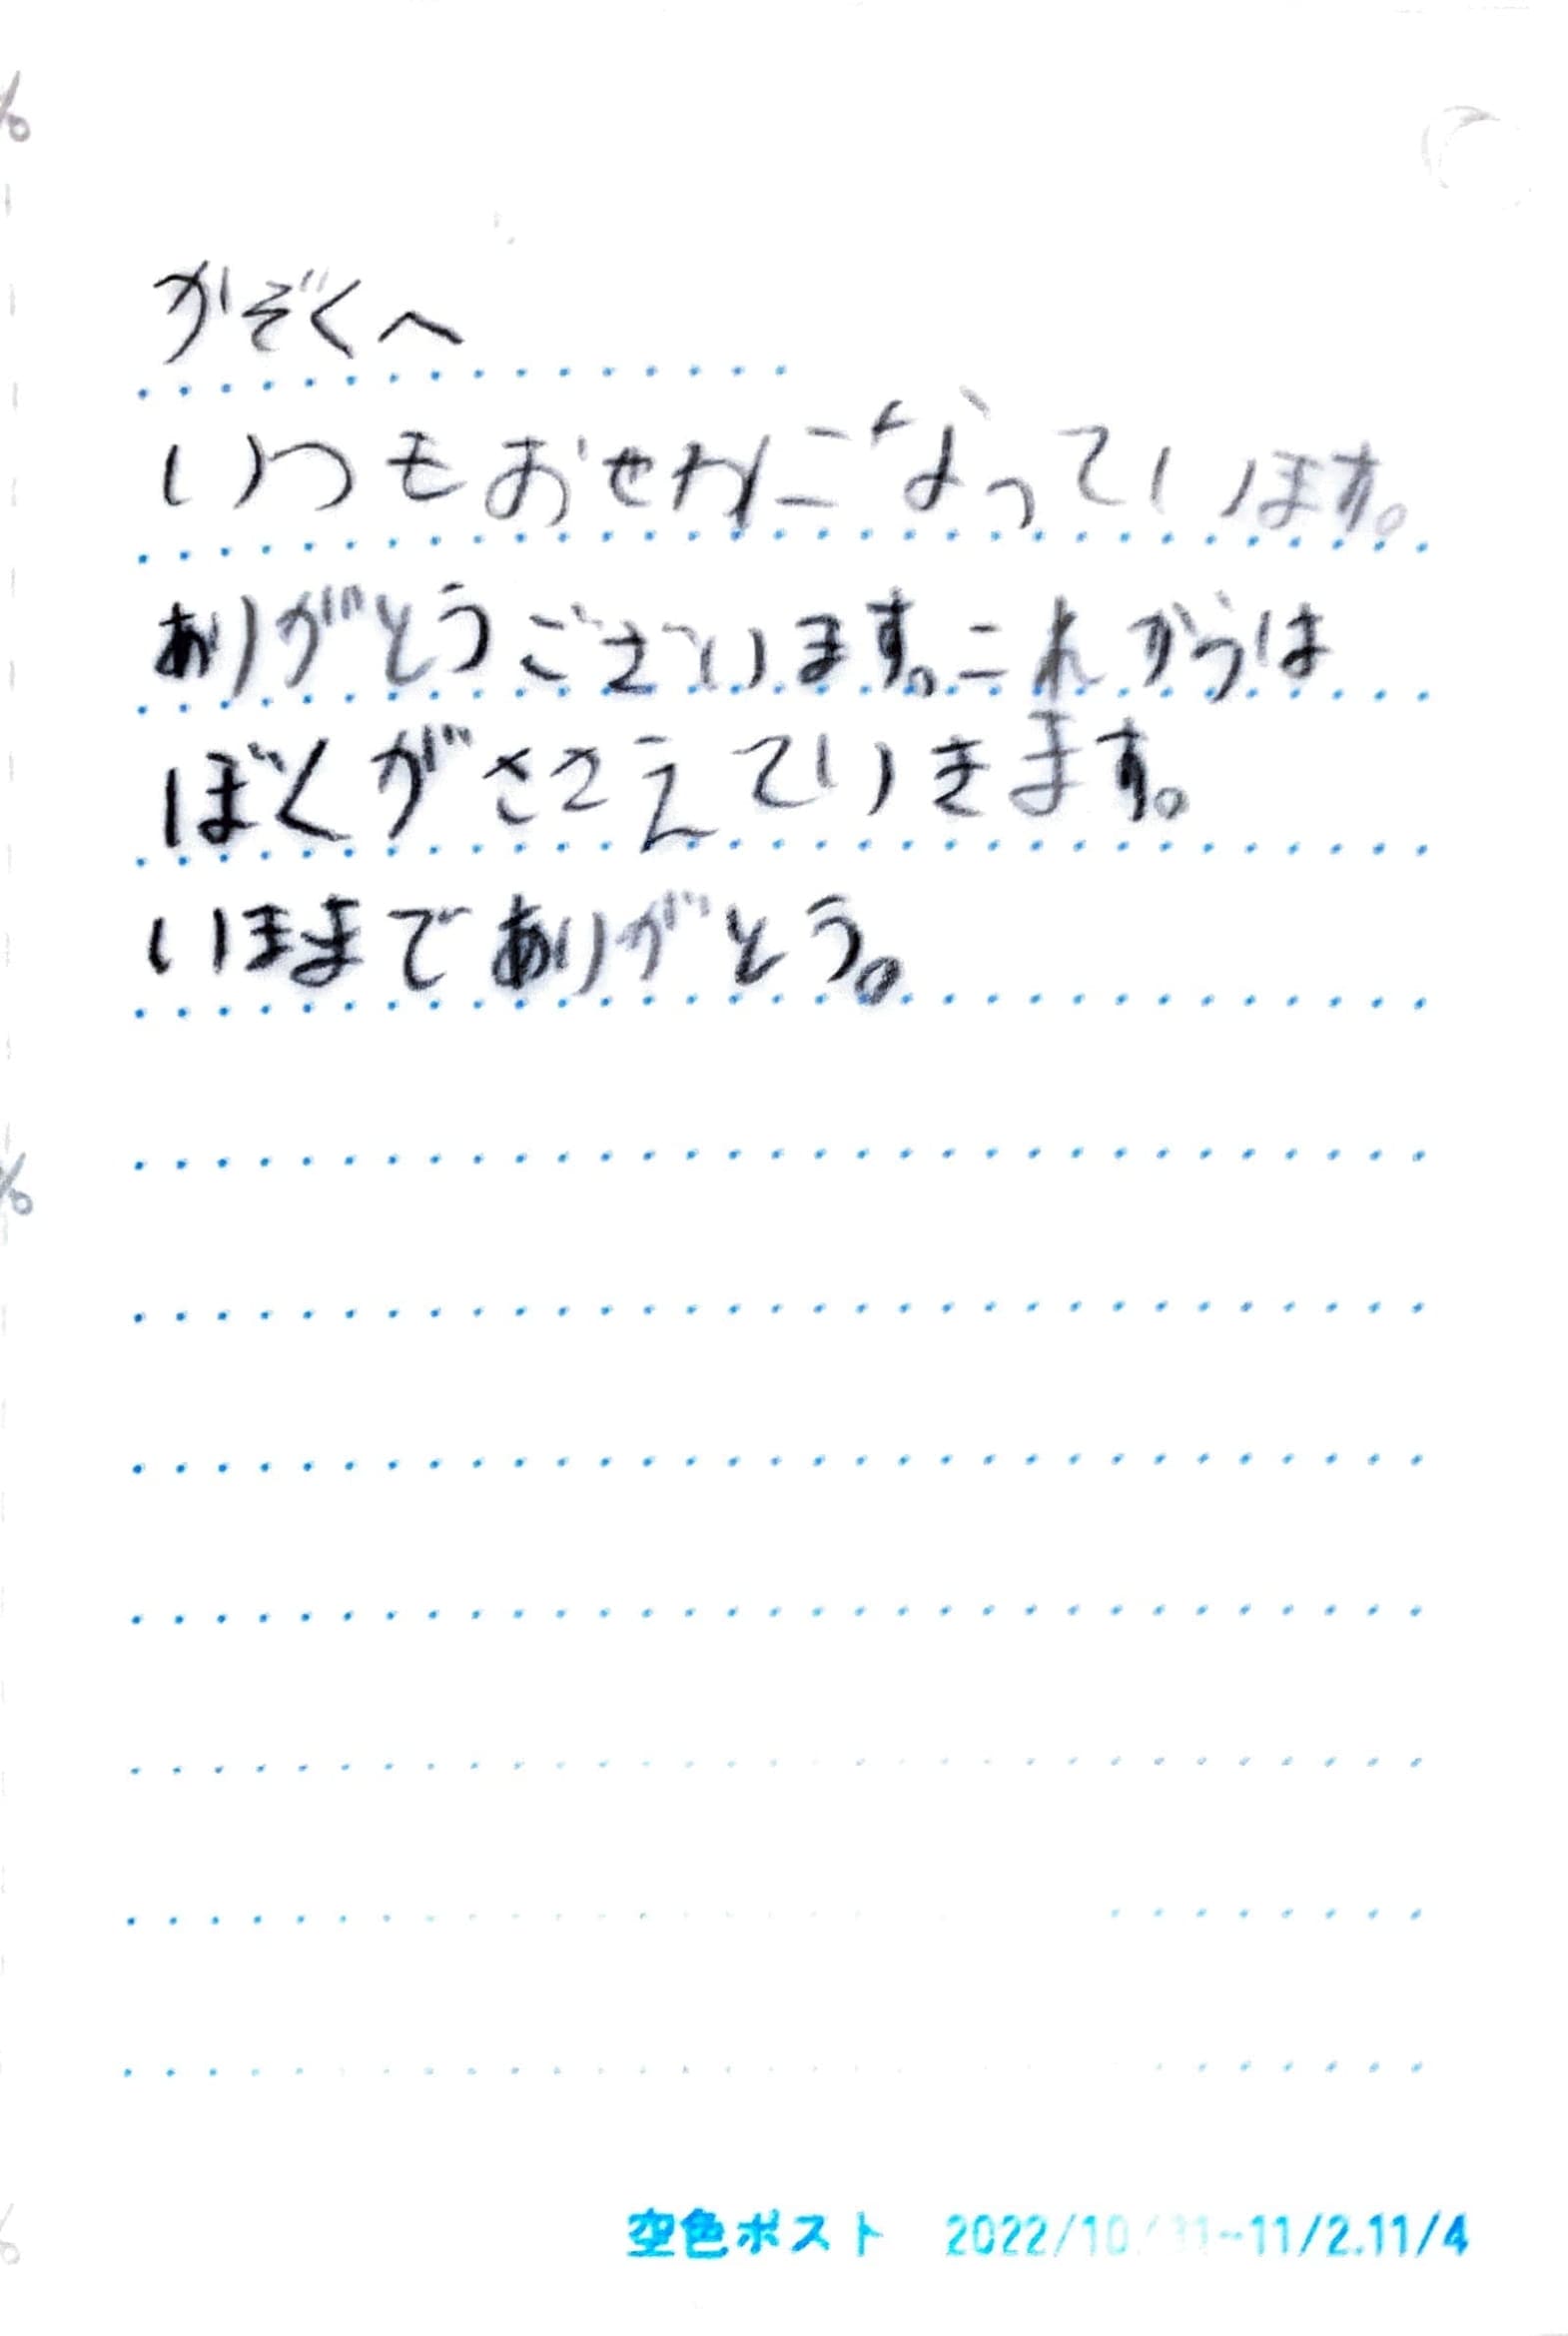 かぞくへ
いつもおせわになっています。
ありがとうございます。これからは
ぼくがささえていきます。
いままでありがとう。
空色ポスト 2022/10/31~11/2.11/4